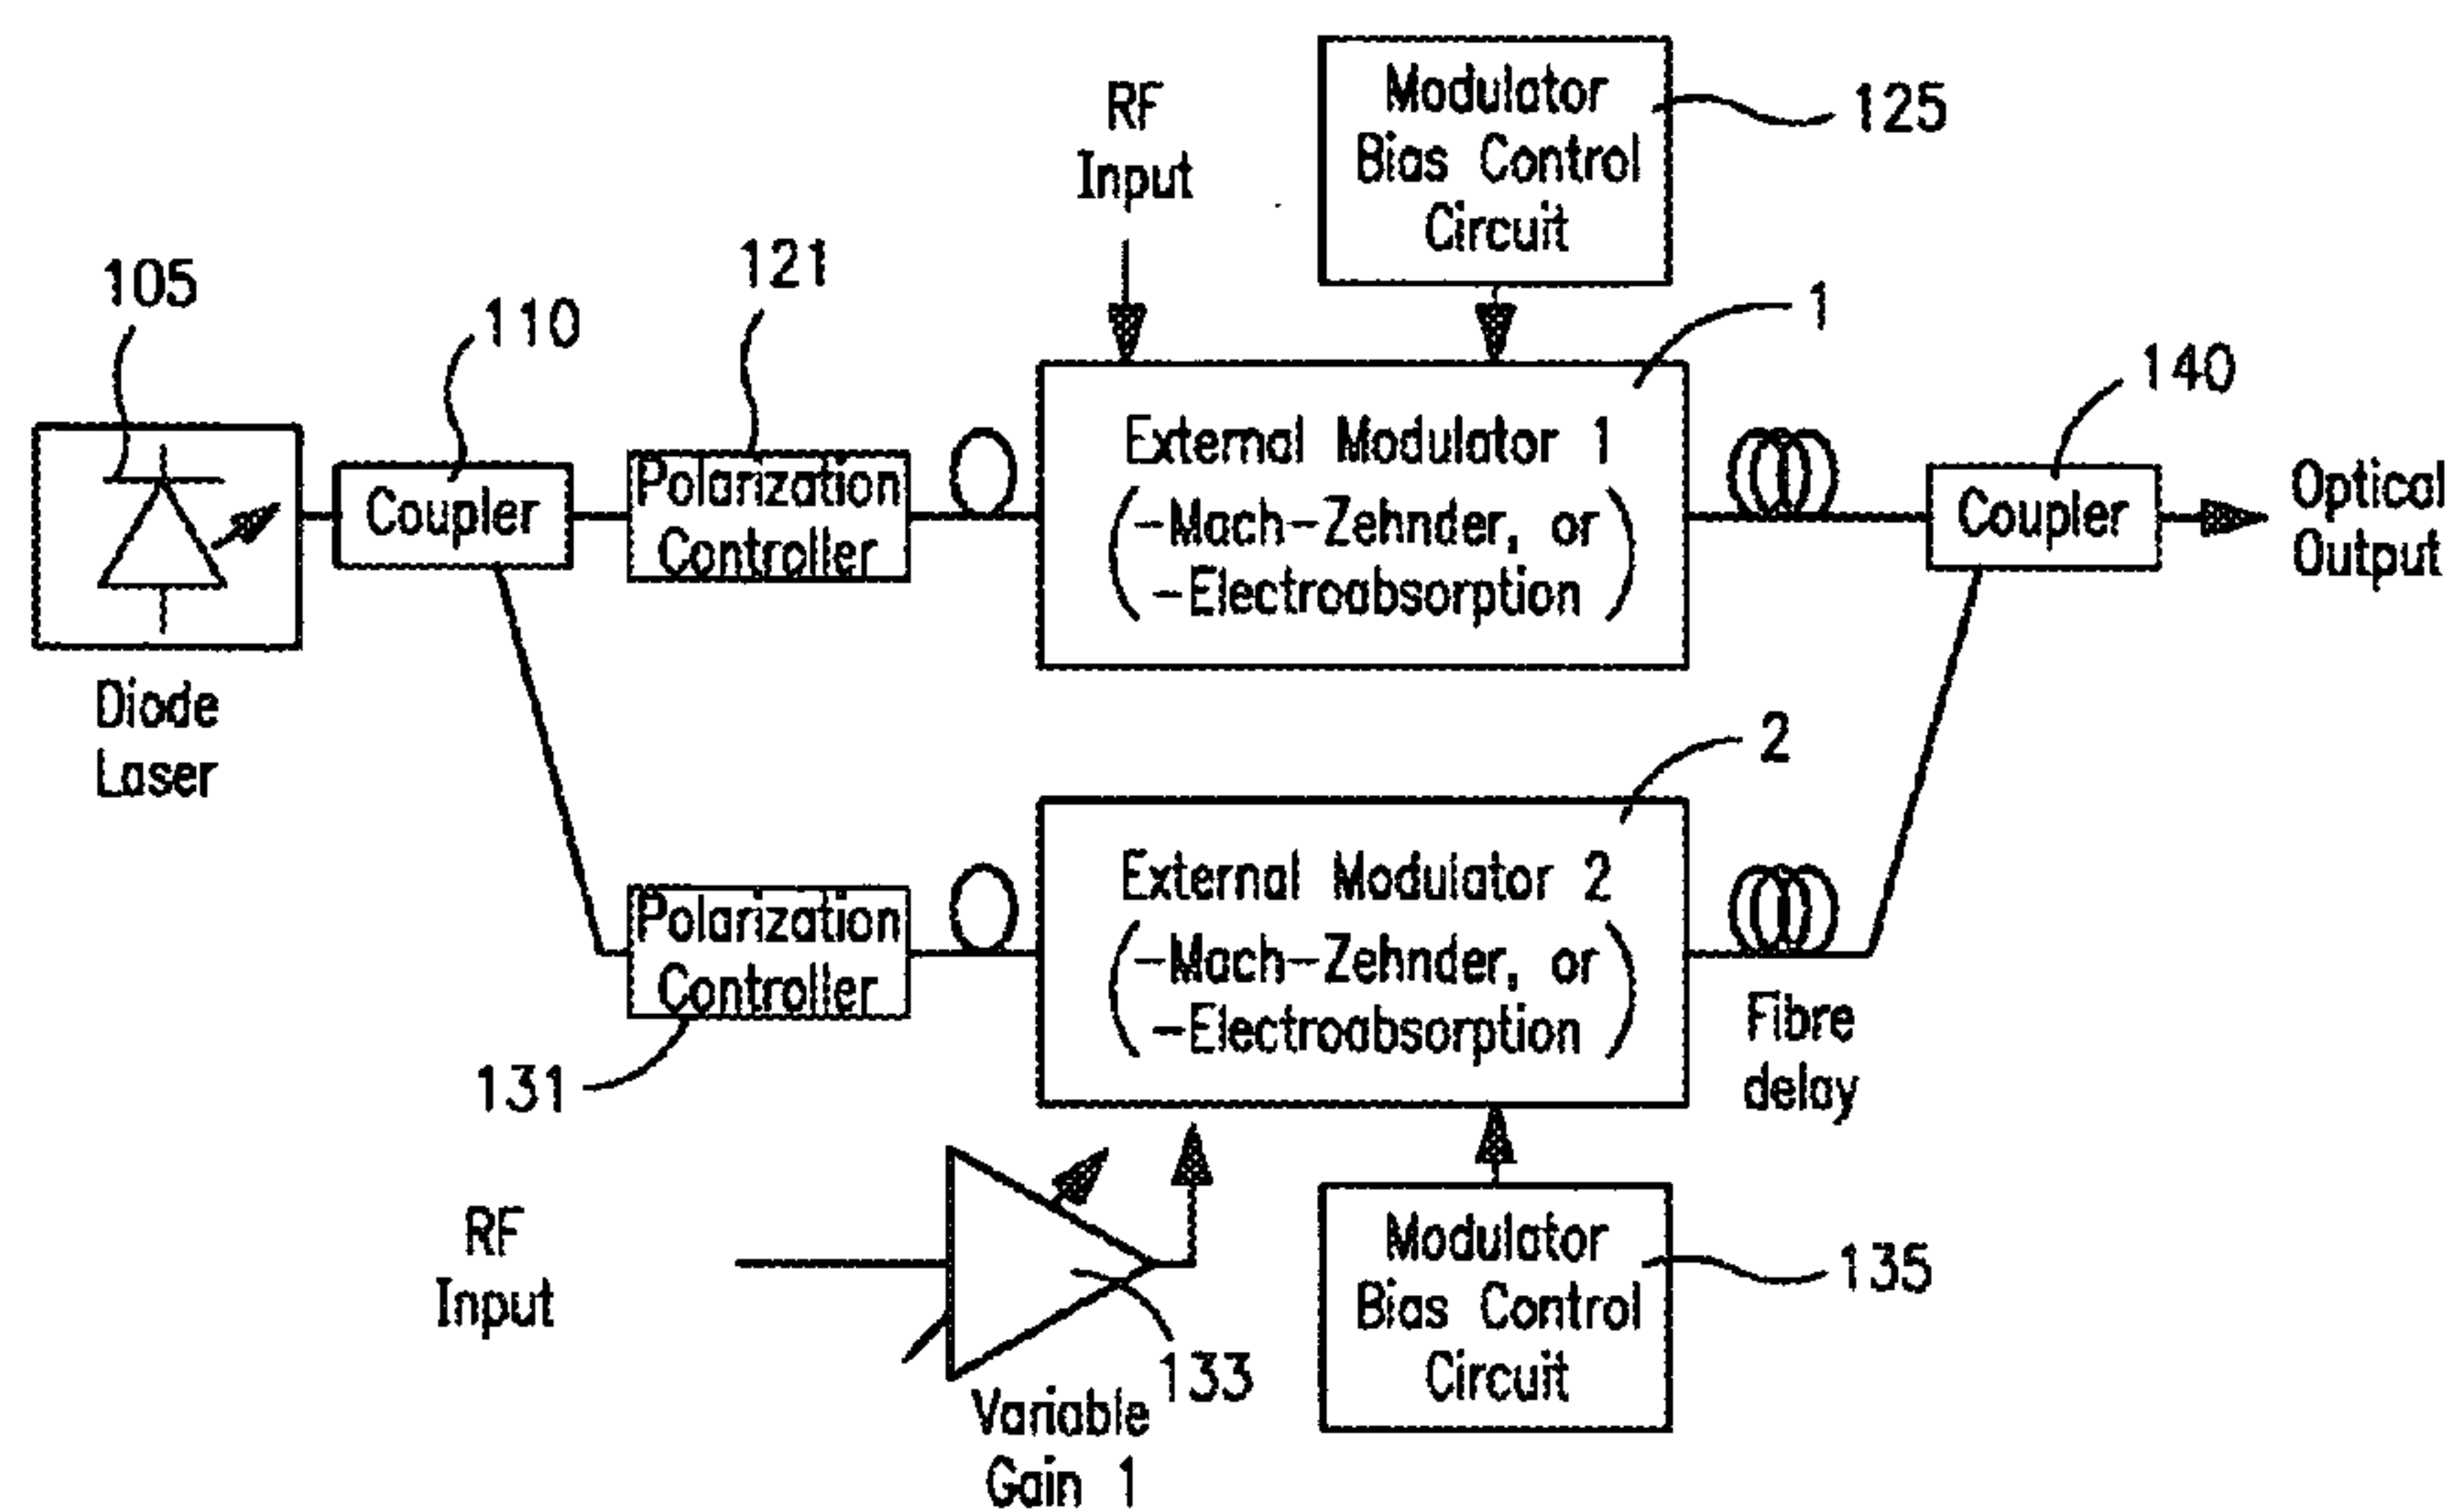 RF
Input
Modulator
Bias Control
Circuit
125
105
110
121
1
140
Coupler
Polarization
Controller
External Modulator 1
(-Mach-Zehnder, or
-Electroabsorption)
Coupler
Optical
Output
Diode
Laser
2
Polarization
Controller
External Modulator 2
(-Mach-Zehnder, or
-Electroabsorption)
Fibre
delay
131
RF
Input
133
Variable
Gain 1
Modulator
Bias Control
Circuit
135